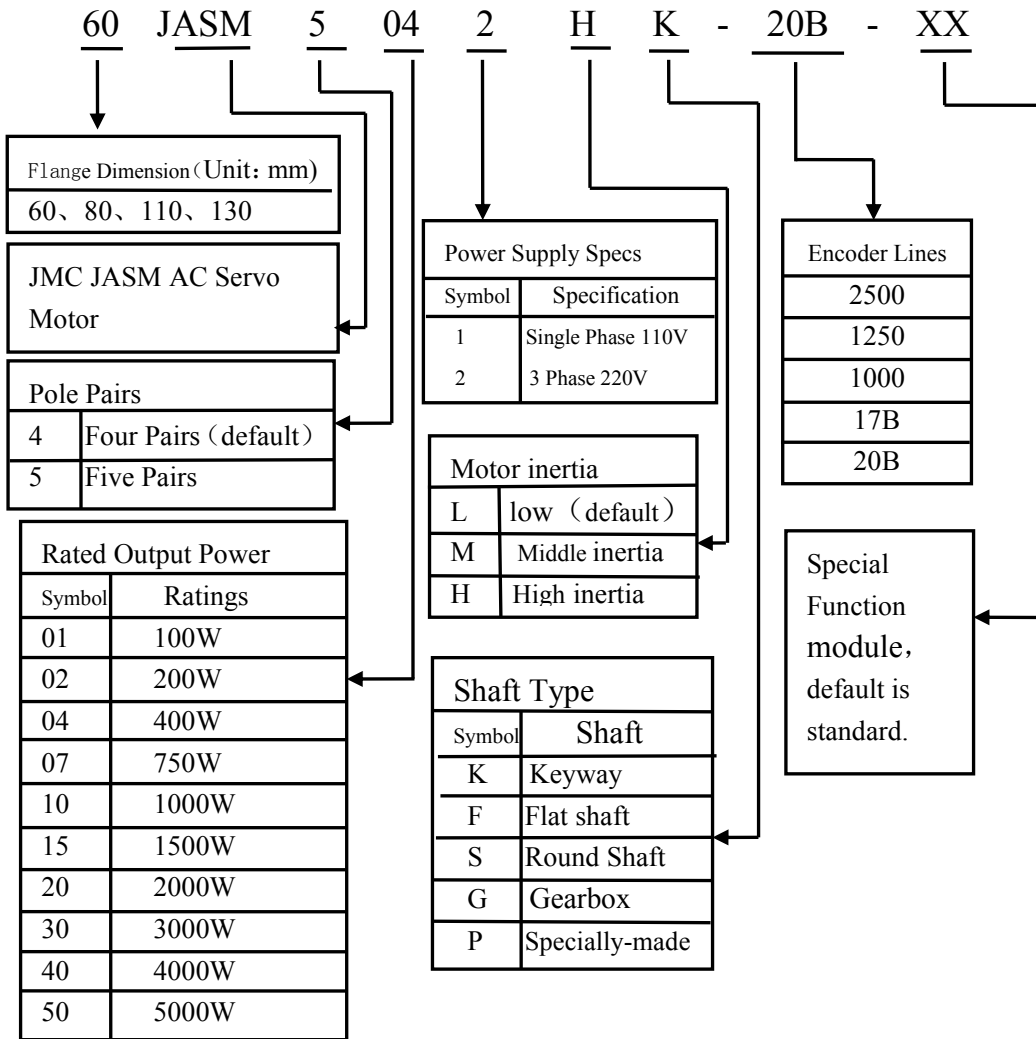 60 JASM 5 04 2 H K - 20B - XX
Flange Dimension（Unit：mm）
60、80、110、130
JMC JASM AC Servo
Motor
Pole Pairs
4 Four Pairs（default）
5 Five Pairs
Rated Output Power
Symbol Ratings
01 100W
02 200W
04 400W
07 750W
10 1000W
15 1500W
20 2000W
30 3000W
40 4000W
50 5000W
Power Supply Specs
Symbol Specification
1 Single Phase 110V
2 3 Phase 220V
Motor inertia
L low（default）
M Middle inertia
H High inertia
Shaft Type
Symbol Shaft
K Keyway
F Flat shaft
S Round Shaft
G Gearbox
P Specially-made
Encoder Lines
2500
1250
1000
17B
20B
Special
Function
module，
default is
standard.